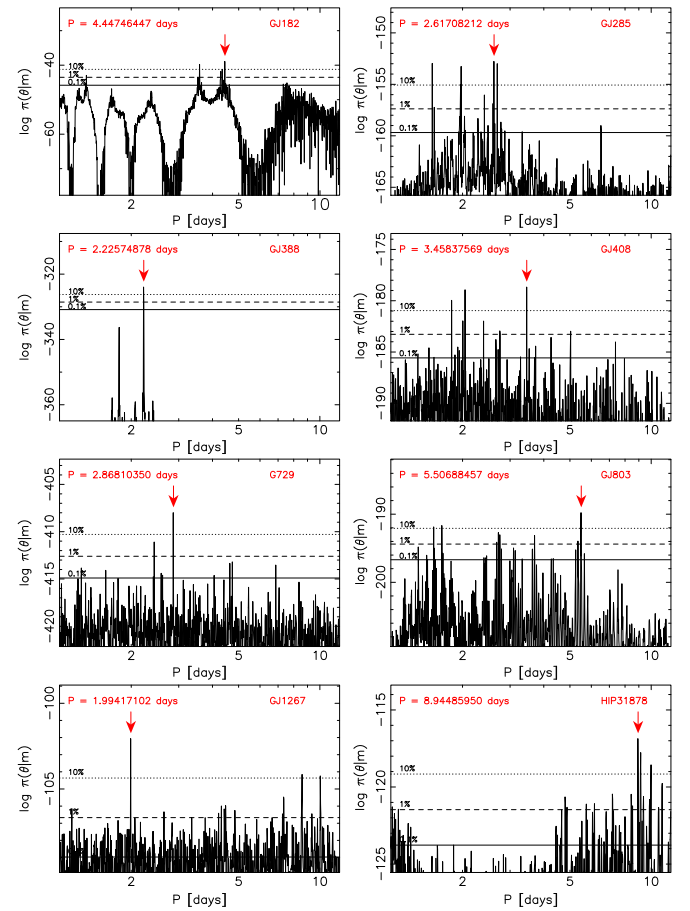 P = 4.44746447 days GJ182
10%
1%
0.1%
−40
−60
log π(θ|m)
2 5 10
P [days]
P = 2.61708212 days GJ285
10%
1%
0.1%
−150
−155
−160
−165
log π(θ|m)
2 5 10
P [days]
P = 2.22574878 days GJ388
10%
1%
0.1%
−320
−340
−360
log π(θ|m)
2 5 10
P [days]
P = 3.45837569 days GJ408
10%
1%
0.1%
−175
−180
−185
−190
log π(θ|m)
2 5 10
P [days]
P = 2.86810350 days G729
10%
1%
0.1%
−405
−410
−415
−420
log π(θ|m)
2 5 10
P [days]
P = 5.50688457 days GJ803
10%
1%
0.1%
−190
−200
log π(θ|m)
2 5 10
P [days]
P = 1.99417102 days GJ1267
10%
1%
−100
−105
log π(θ|m)
2 5 10
P [days]
P = 8.94485950 days HIP31878
10%
1%
−115
−120
−125
log π(θ|m)
2 5 10
P [days]